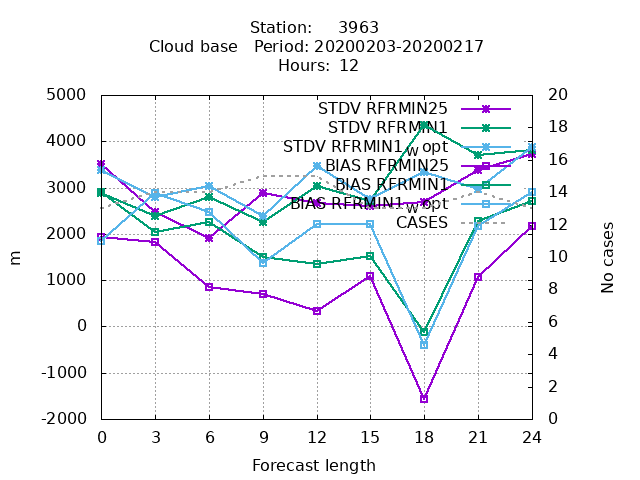 Station: 3963
Cloud base Period: 20200203-20200217
Hours: 12
5000
4000
3000
2000
1000
0
-1000
-2000
m
STDV RFRMIN25
STDV RFRMIN1
STDV RFRMIN1_w opt
BIAS RFRMIN25
BIAS RFRMIN1
BIAS RFRMIN1_w opt
CASES
20
18
16
14
12
10
8
6
4
2
0
No cases
0 3 6 9 12 15 18 21 24
Forecast length